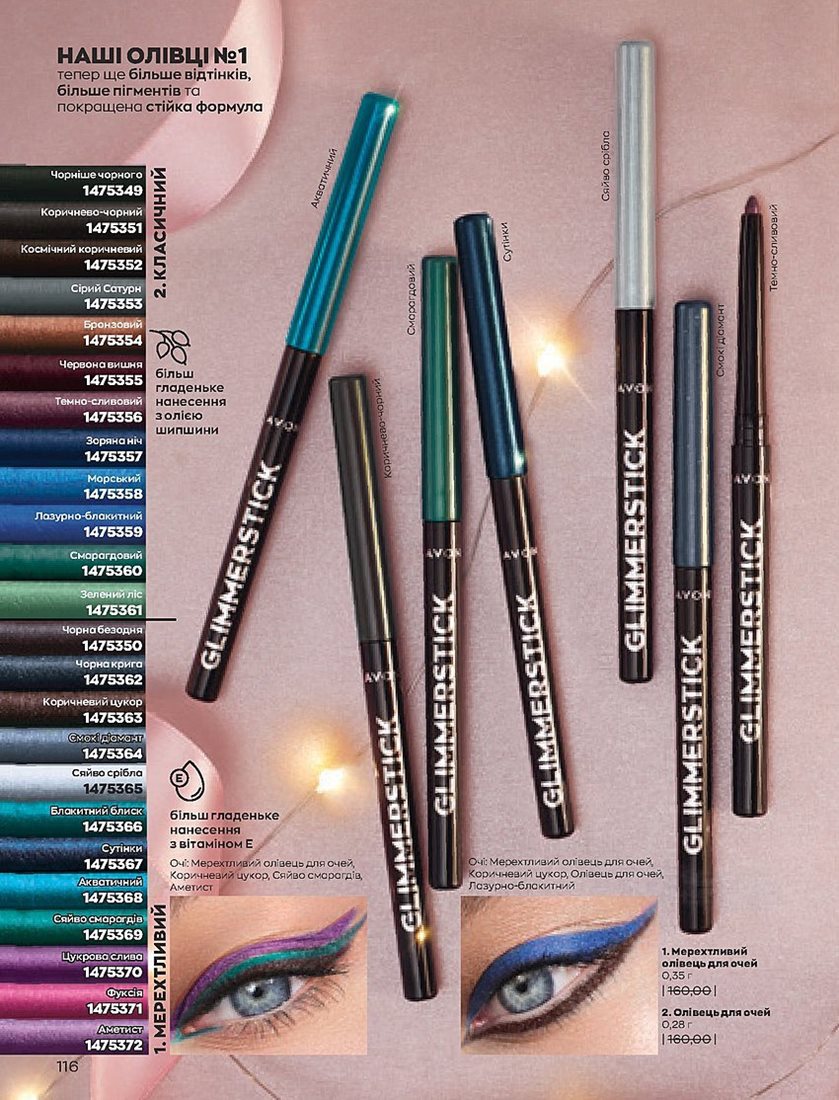 НАШІ ОЛІВЦІ №1
тепер ще більше відтінків,
більше пігментів та
покращена стійка формула
2. КЛАСИЧНИЙ
Чорніше чорного
1475349
Коричнево-чорний
1475351
Космічний коричневий
1475352
Сірий Сатурн
1475353
Бронзовий
1475354
Червона вишня
1475355
Темно-сливовий
1475356
Зоряна ніч
1475357
Морський
1475358
Лазурно-блакитний
1475359
Смарагдовий
1475360
Зелений ліс
1475361
більш
гладеньке
нанесення
з олією
шипшини
1. МЕРЕХТЛИВИЙ
Чорна безодня
1475350
Чорна крига
1475362
Коричневий цукор
1475363
Смокі діамант
1475364
Сяйво срібла
1475365
Блакитний блиск
1475366
Сутінки
1475367
Акватичний
1475368
Сяйво смарагдів
1475369
Цукрова слива
1475370
Фуксія
1475371
Аметист
1475372
E
більш гладеньке
нанесення
з вітаміном Е
Акватичний
GLIMMERSTICK
Коричнево-чорний
AVON
GLIMMERSTICK
Смарагдовий
AVON
GLIMMERSTICK
Сутінки
AVON
GLIMMERSTICK
Сяйво срібла
AVON
GLIMMERSTICK
Смокі діамант
AVON
GLIMMERSTICK
Темно-сливовий
AVON
GLIMMERSTICK
Очі: Мерехтливий олівець для очей,
Коричневий цукор, Сяйво смарагдів,
Аметист
Очі: Мерехтливий олівець для очей,
Коричневий цукор, Олівець для очей,
Лазурно-блакитний
1. Мерехтливий
олівець для очей
0,35 г
| 160,00 |
2. Олівець для очей
0,28 г
| 160,00 |
116